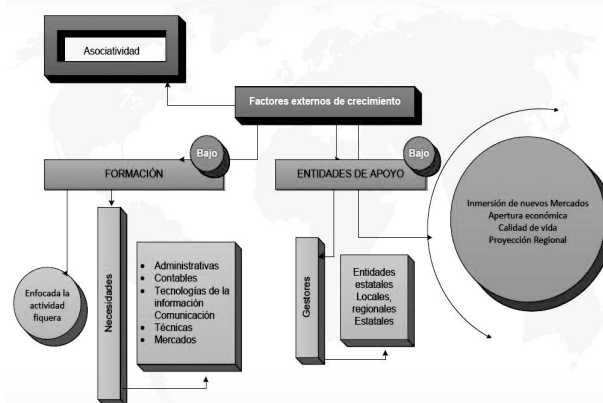 Asociatividad
Factores externos de crecimiento
Bajo
FORMACIÓN
Bajo
ENTIDADES DE APOYO
Inmersión de nuevos Mercados
Apertura económica
Calidad de vida
Proyección Regional
Enfocada la
actividad
fiquera
Necesidades
• Administrativas
• Contables
• Tecnologías de la
información
Comunicación
• Técnicas
• Mercados
Gestores
Entidades
estatales
Locales,
regionales
Estatales